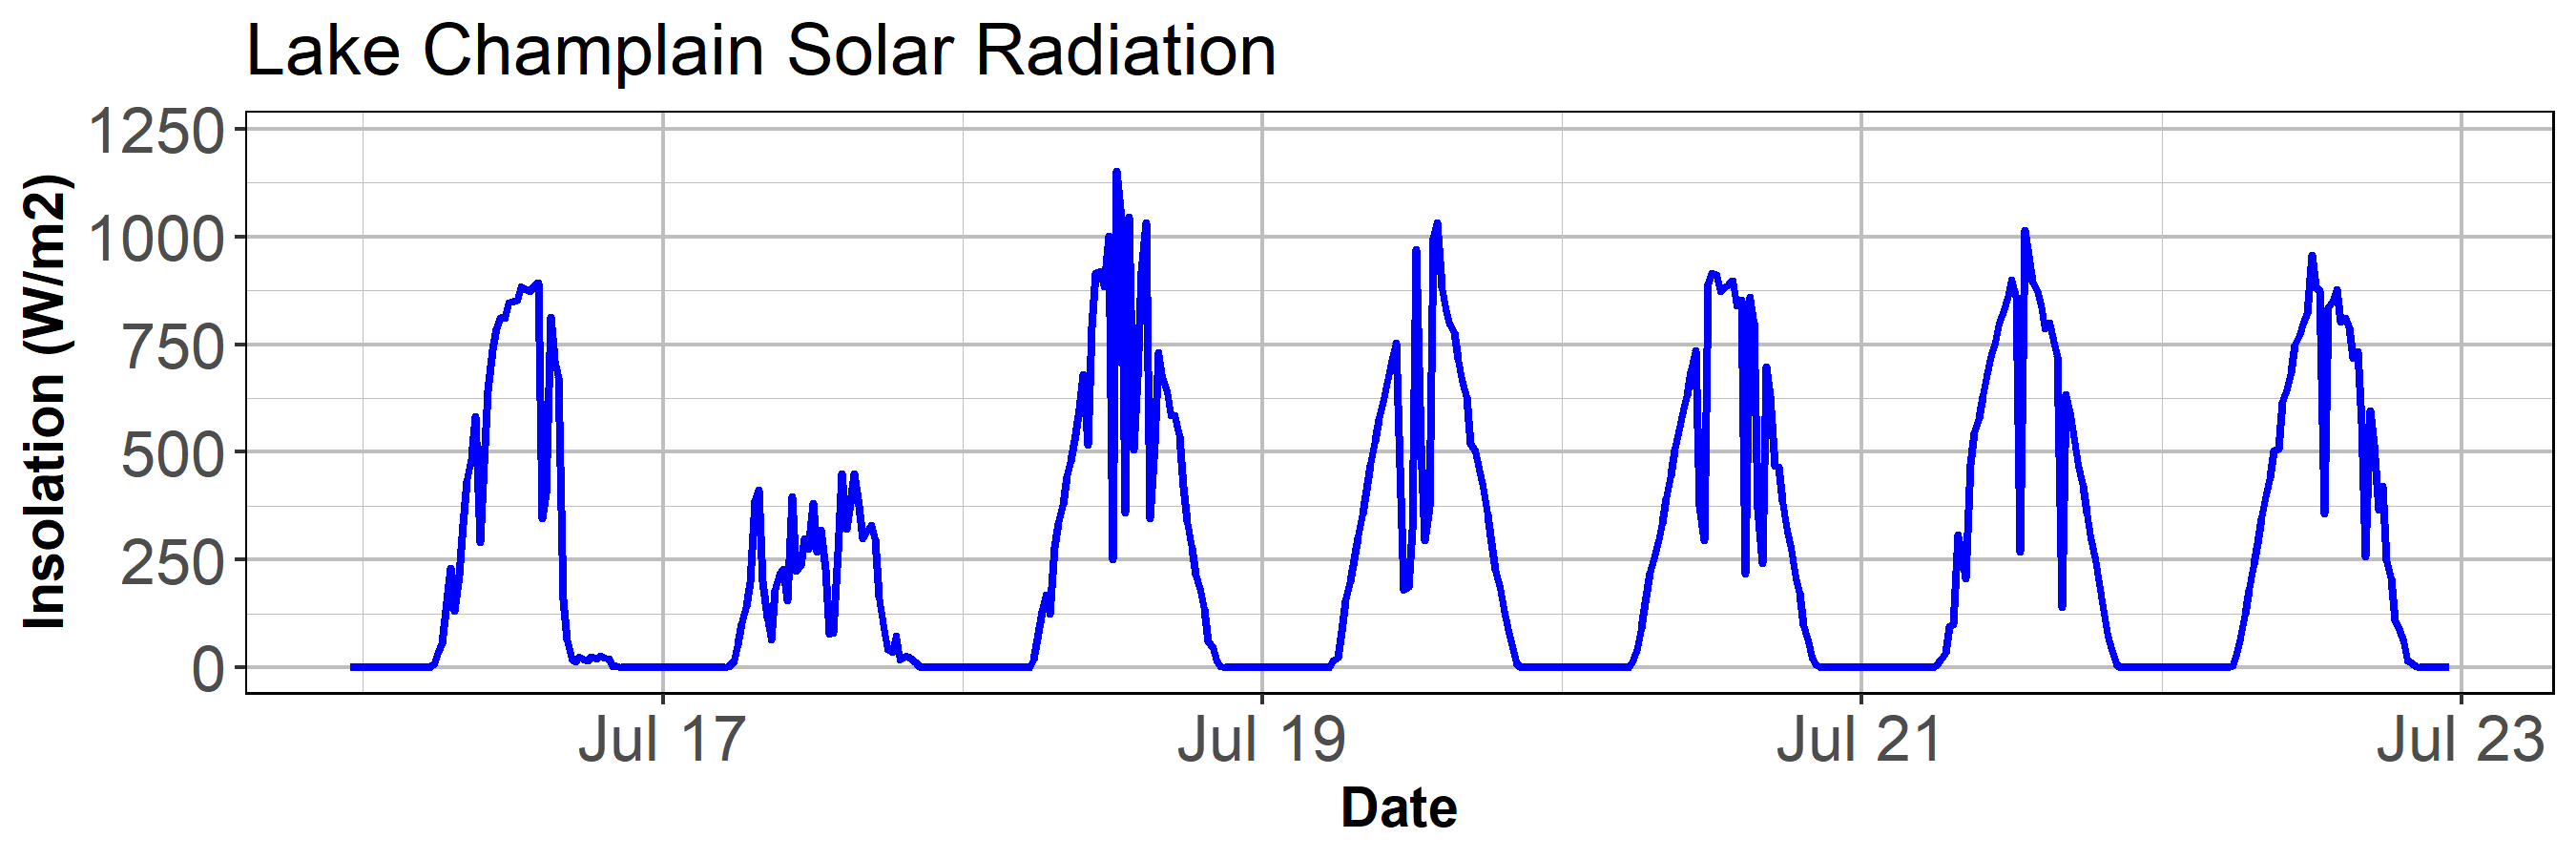 Lake Champlain Solar Radiation
Insolation (W/m2)
1250
1000
750
500
250
0
Jul 17 Jul 19 Jul 21 Jul 23
Date